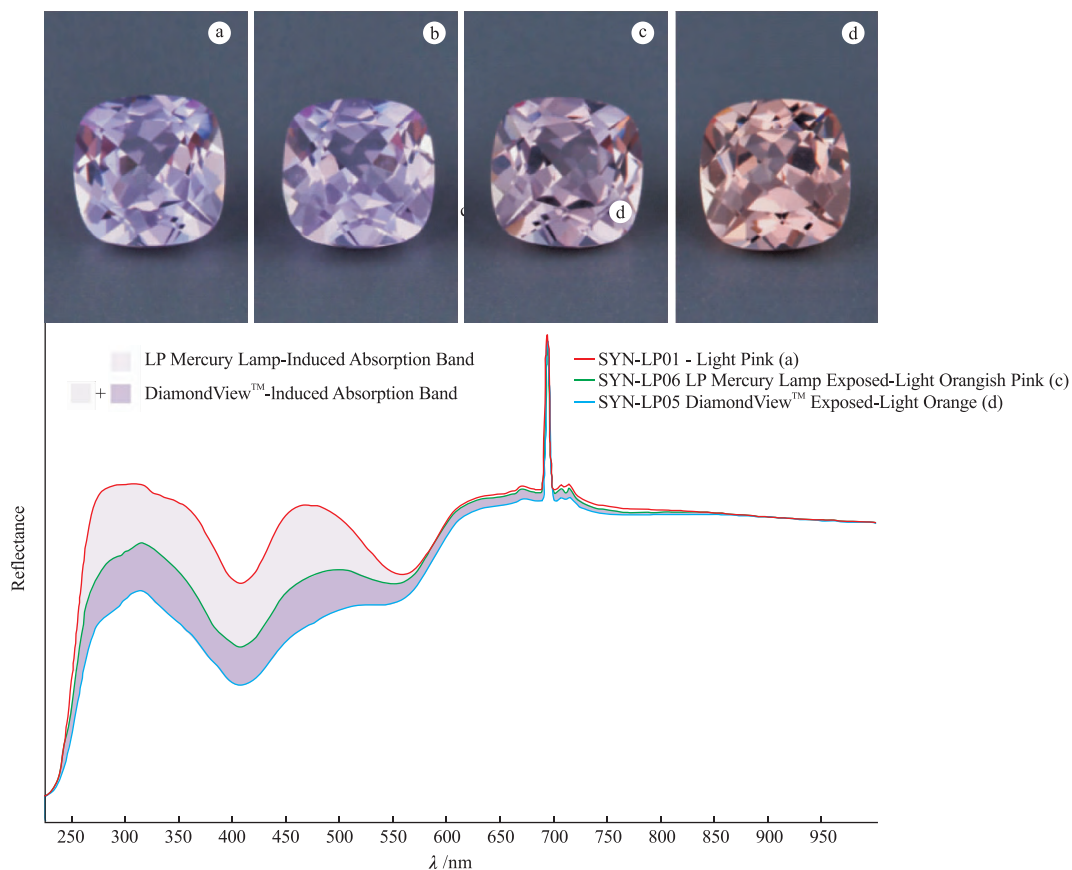 a
b
c
d
c
d
LP Mercury Lamp-Induced Absorption Band
+ DiamondView™-Induced Absorption Band
SYN-LP01 - Light Pink (a)
SYN-LP06 LP Mercury Lamp Exposed-Light Orangish Pink (c)
SYN-LP05 DiamondView™ Exposed-Light Orange (d)
Reflectance
250 300 350 400 450 500 550 600 650 700 750 800 850 900 950
λ /nm